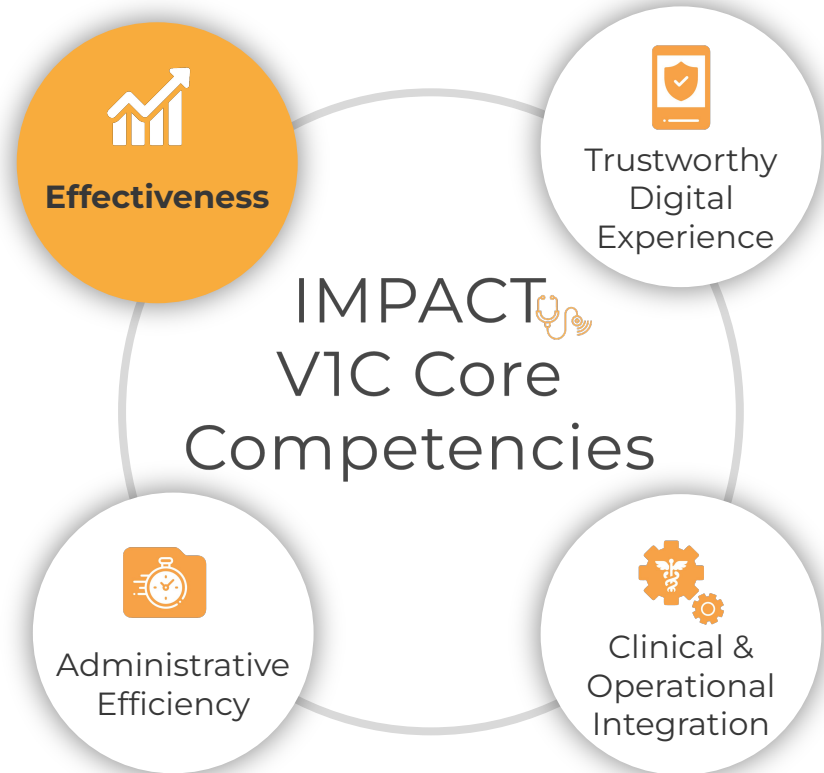 Effectiveness
Trustworthy
Digital
Experience
IMPACT
V1C Core
Competencies
Administrative
Efficiency
Clinical &
Operational
Integration